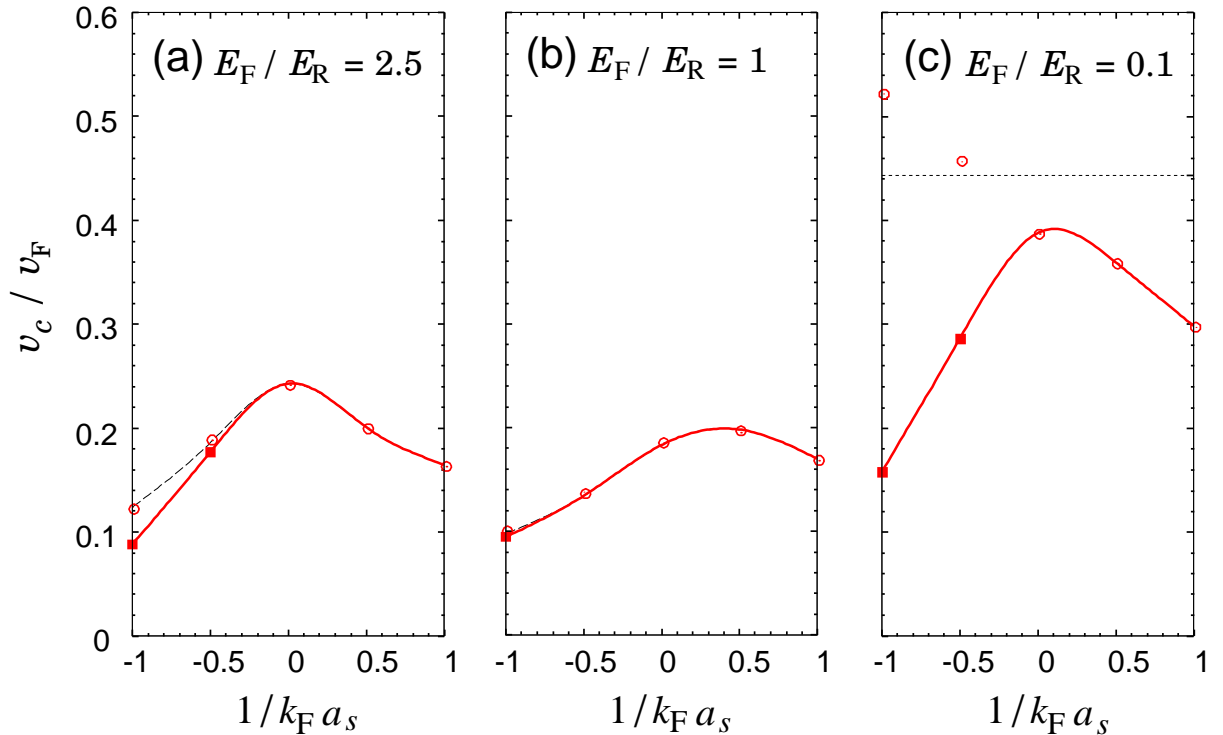 (a) E_F / E_R = 2.5
(b) E_F / E_R = 1
(c) E_F / E_R = 0.1
v_c / v_F
0.6
0.5
0.4
0.3
0.2
0.1
0
-1 -0.5 0 0.5 1
-1 -0.5 0 0.5 1
-1 -0.5 0 0.5 1
1 / k_F a_s
1 / k_F a_s
1 / k_F a_s